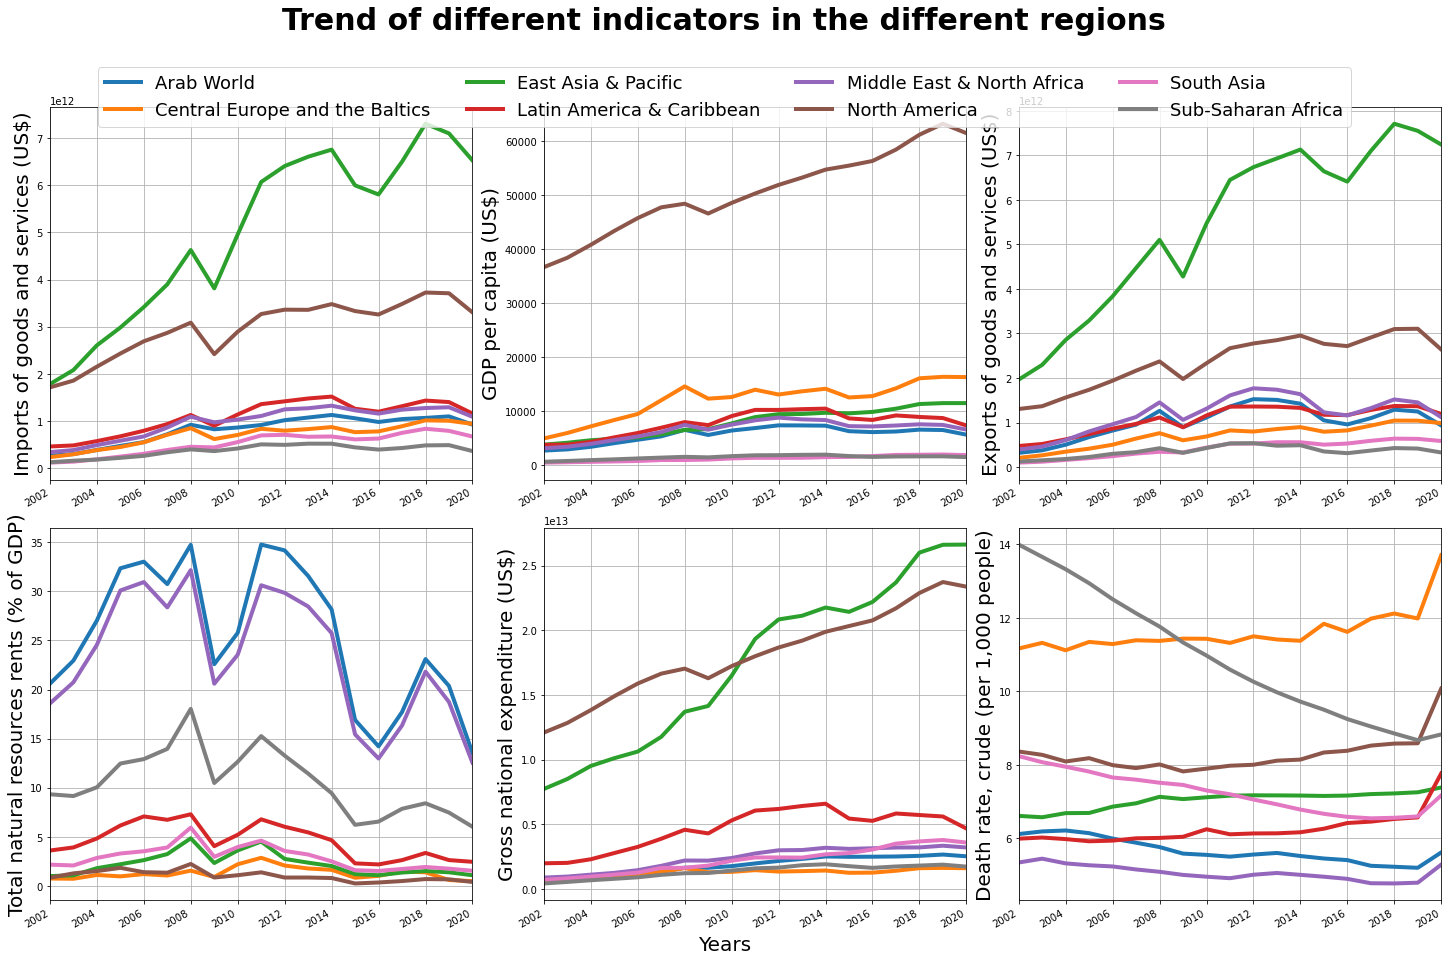 Trend of different indicators in the different regions
Arab World
Central Europe and the Baltics
East Asia & Pacific
Latin America & Caribbean
Middle East & North Africa
North America
South Asia
Sub-Saharan Africa
1e12
Imports of goods and services (US$)
7
6
5
4
3
2
1
0
2002 2004 2006 2008 2010 2012 2014 2016 2018 2020
GDP per capita (US$)
60000
50000
40000
30000
20000
10000
0
2002 2004 2006 2008 2010 2012 2014 2016 2018 2020
1e12
Exports of goods and services (US$)
8
7
6
5
4
3
2
1
0
2002 2004 2006 2008 2010 2012 2014 2016 2018 2020
Total natural resources rents (% of GDP)
35
30
25
20
15
10
5
0
2002 2004 2006 2008 2010 2012 2014 2016 2018 2020
1e13
Gross national expenditure (US$)
2.5
2.0
1.5
1.0
0.5
0.0
2002 2004 2006 2008 2010 2012 2014 2016 2018 2020
Death rate, crude (per 1,000 people)
14
12
10
8
6
2002 2004 2006 2008 2010 2012 2014 2016 2018 2020
Years